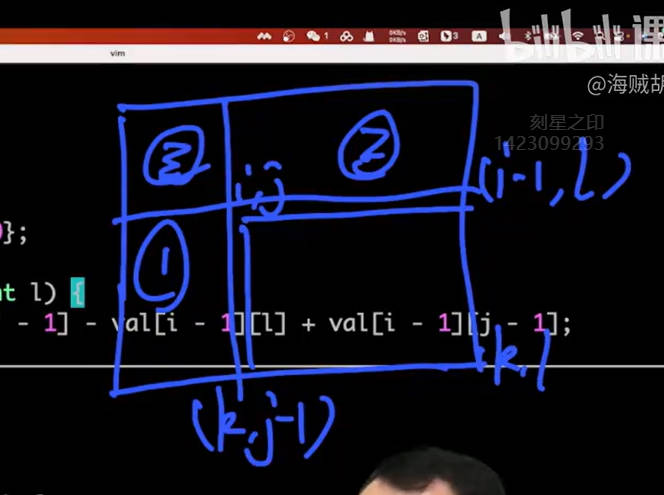 bilibili 课
vim
@海贼胡
刻星之印
1423099293
3
2
i,j
(i-1, l)
};
1
nt l) {
- 1] - val[i - 1][l] + val[i - 1][j - 1];
(k, l
(k,j-1)